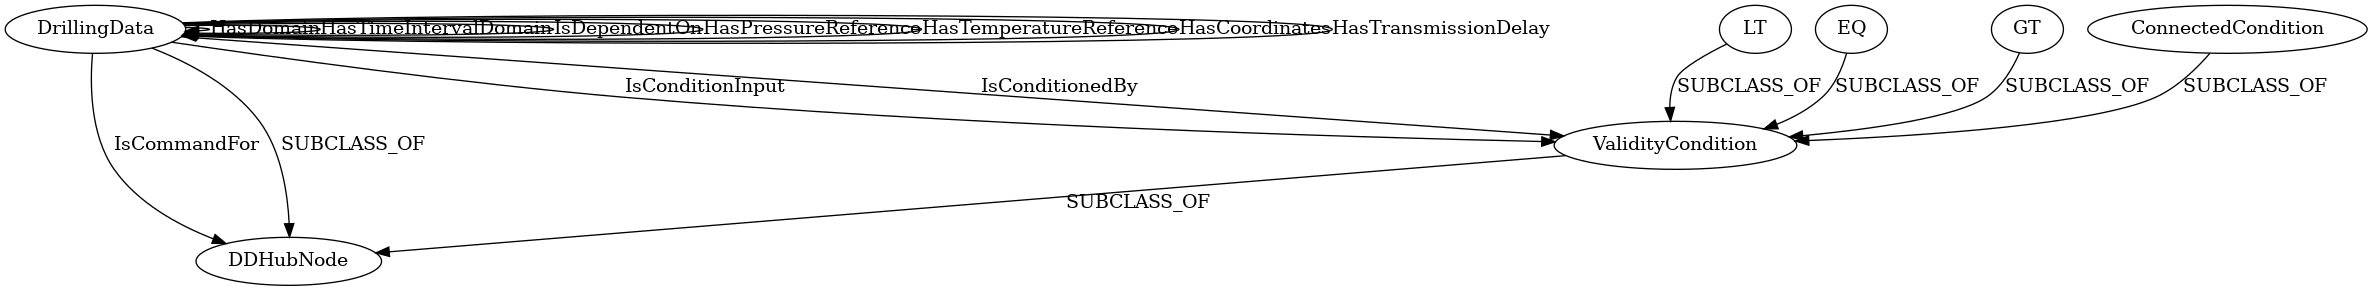 DrillingData
HasDomain
HasTimeIntervalDomain
IsDependentOn
HasPressureReference
HasTemperatureReference
HasCoordinates
HasTransmissionDelay
LT
EQ
GT
ConnectedCondition
IsConditionInput
IsConditionedBy
SUBCLASS_OF
SUBCLASS_OF
SUBCLASS_OF
SUBCLASS_OF
IsCommandFor
SUBCLASS_OF
ValidityCondition
SUBCLASS_OF
DDHubNode